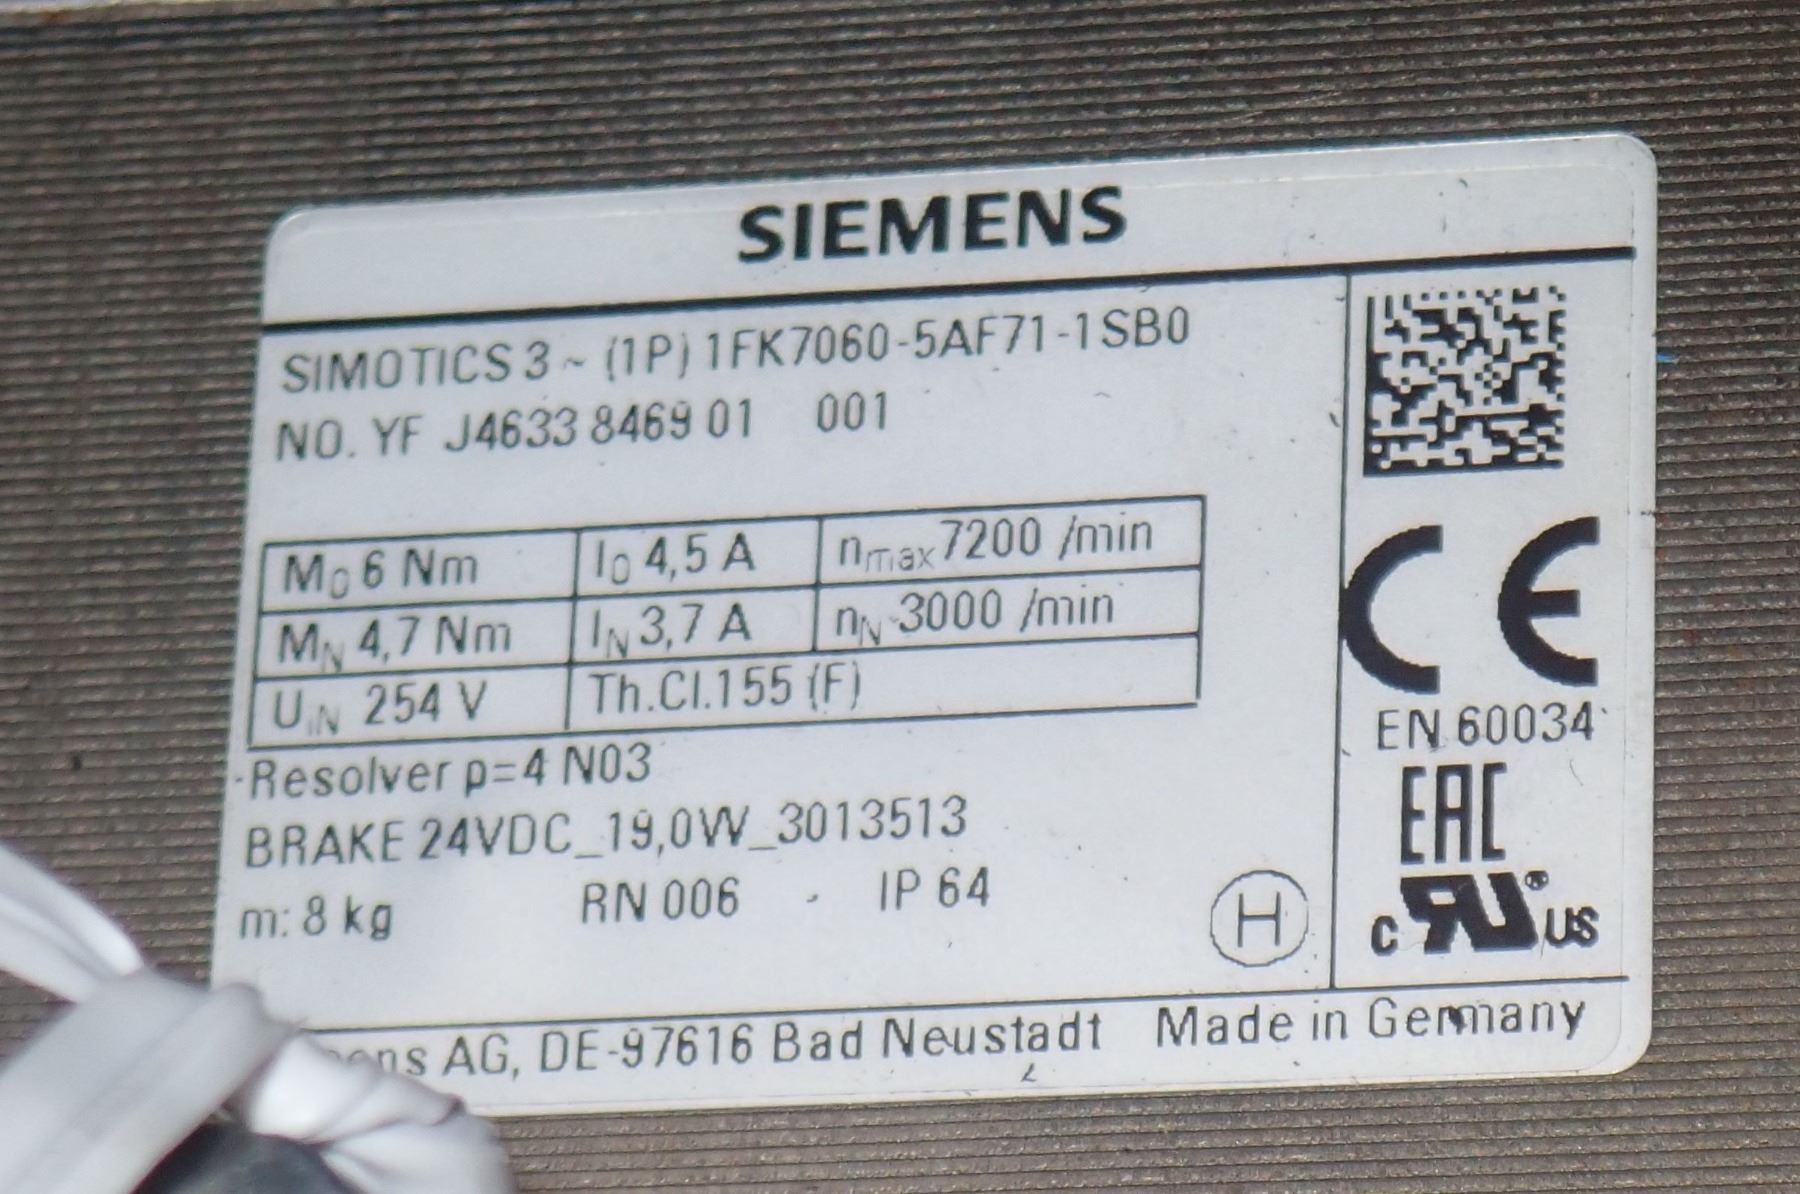 SIEMENS
SIMOTICS 3 ~ (1P) 1FK7060-5AF71-1SB0
NO. YF J4633 8469 01 001
M0 6 Nm I0 4,5 A nmax 7200 /min
MN 4,7 Nm IN 3,7 A nN 3000 /min
UIN 254 V Th.Cl.155 (F)
Resolver p=4 N03
BRAKE 24VDC_19,0W_3013513
m: 8 kg RN 006 IP 64
H
CE
EN 60034
EAC
c RU ® US
AG, DE-97616 Bad Neustadt Made in Germany